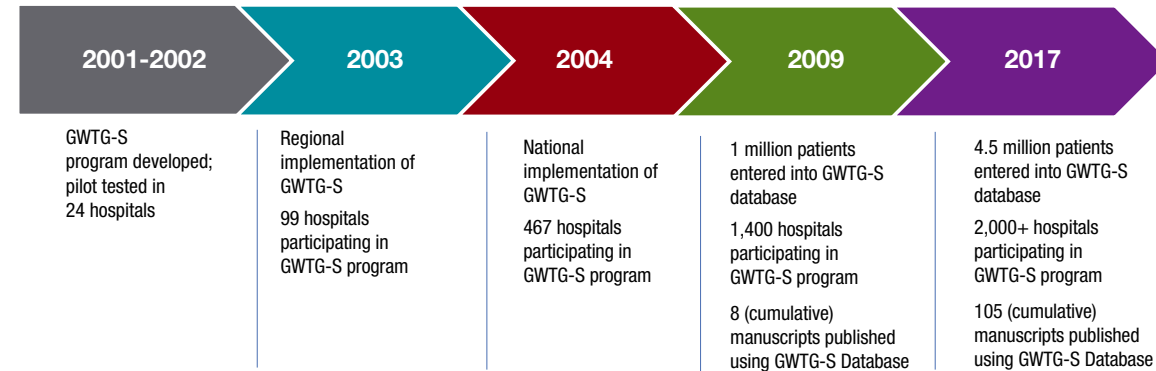 2001-2002
2003
2004
2009
2017
GWTG-S
program developed;
pilot tested in
24 hospitals
Regional
implementation of
GWTG-S
99 hospitals
participating in
GWTG-S program
National
implementation of
GWTG-S
467 hospitals
participating in
GWTG-S program
1 million patients
entered into GWTG-S
database
1,400 hospitals
participating in
GWTG-S program
8 (cumulative)
manuscripts published
using GWTG-S Database
4.5 million patients
entered into GWTG-S
database
2,000+ hospitals
participating in
GWTG-S program
105 (cumulative)
manuscripts published
using GWTG-S Database